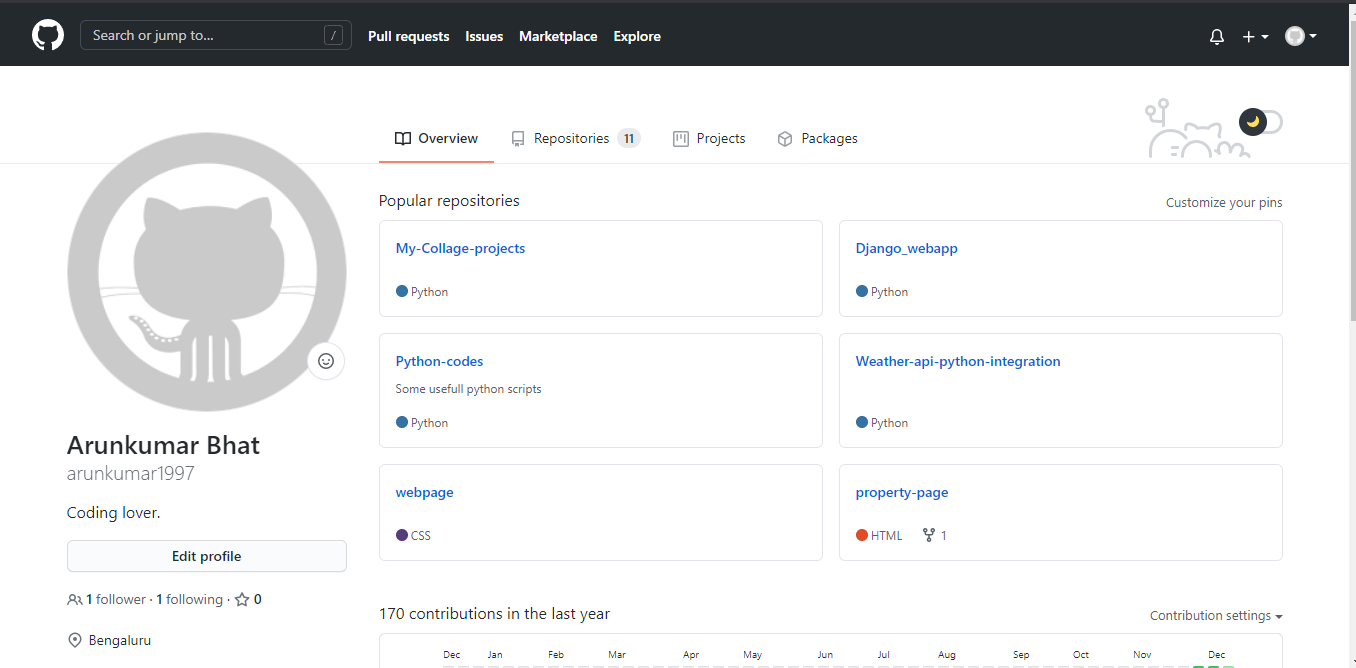 Search or jump to... /
Pull requests Issues Marketplace Explore
Overview Repositories 11 Projects Packages
Arunkumar Bhat
arunkumar1997
Coding lover.
Edit profile
1 follower · 1 following · 0
Bengaluru
Popular repositories
Customize your pins
My-Collage-projects
Python
Django_webapp
Python
Python-codes
Some usefull python scripts
Python
Weather-api-python-integration
Python
webpage
CSS
property-page
HTML 1
170 contributions in the last year
Contribution settings
Dec Jan Feb Mar Apr May Jun Jul Aug Sep Oct Nov Dec